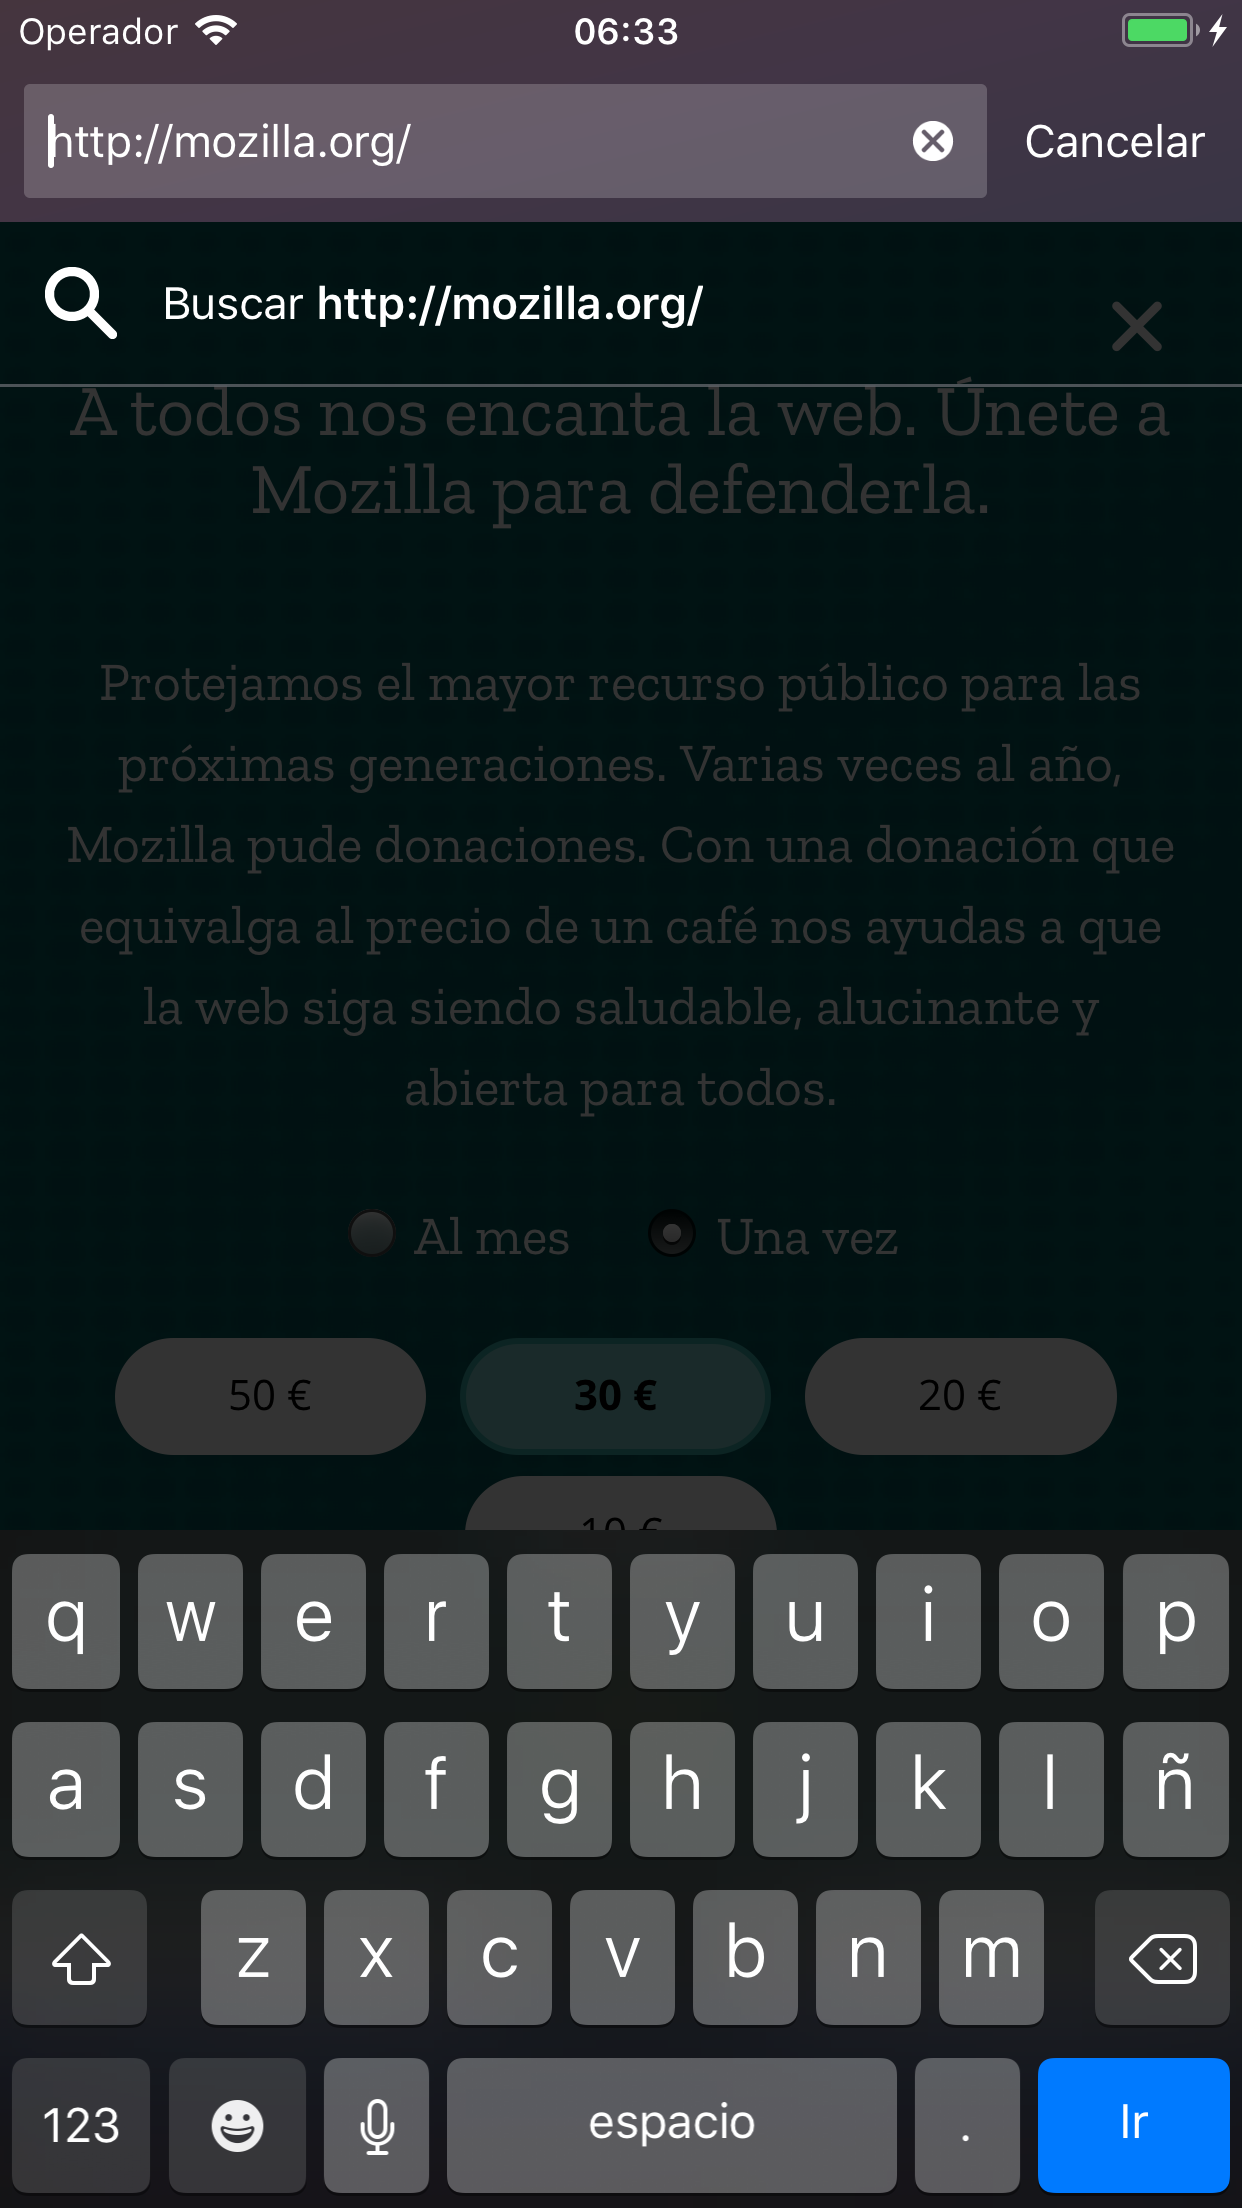 Operador 06:33
http://mozilla.org/ Cancelar
Buscar http://mozilla.org/
A todos nos encanta la web. Únete a
Mozilla para defenderla.
Protejamos el mayor recurso público para las
próximas generaciones. Varias veces al año,
Mozilla pude donaciones. Con una donación que
equivalga al precio de un café nos ayudas a que
la web siga siendo saludable, alucinante y
abierta para todos.
Al mes Una vez
50 € 30 € 20 €
10 €
q w e r t y u i o p
a s d f g h j k l ñ
z x c v b n m
123 espacio . Ir